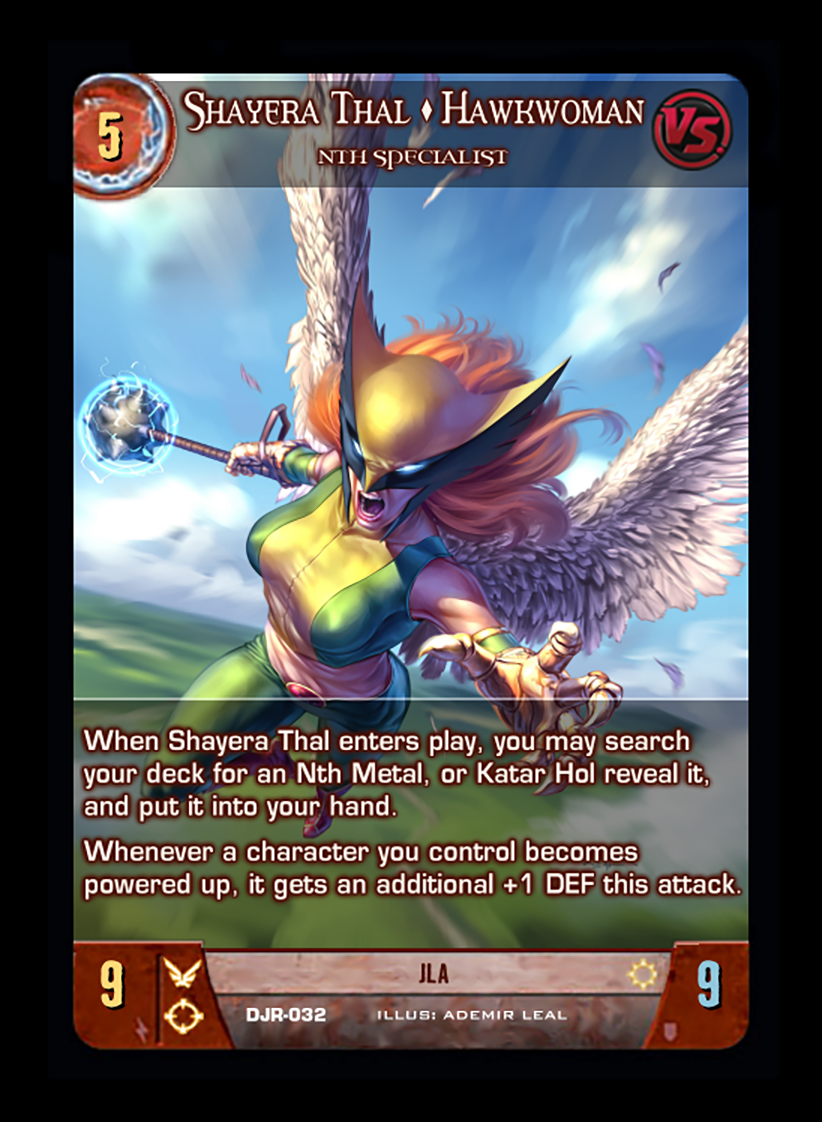 5
SHAYERA THAL ♦ HAWKWOMAN
VS.
NTH SPECIALIST
When Shayera Thal enters play, you may search
your deck for an Nth Metal, or Katar Hol reveal it,
and put it into your hand.
Whenever a character you control becomes
powered up, it gets an additional +1 DEF this attack.
9
JLA
9
DJR-032 ILLUS: ADEMIR LEAL